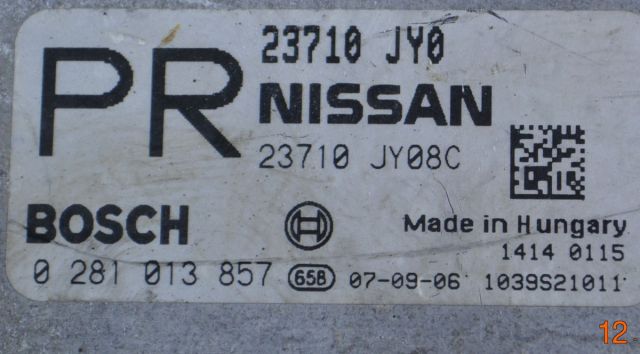 PR
23710 JY0
NISSAN
23710 JY08C
BOSCH
Made in Hungary
1414 0115
0 281 013 857 65B 07-09-06 1039S21011
12